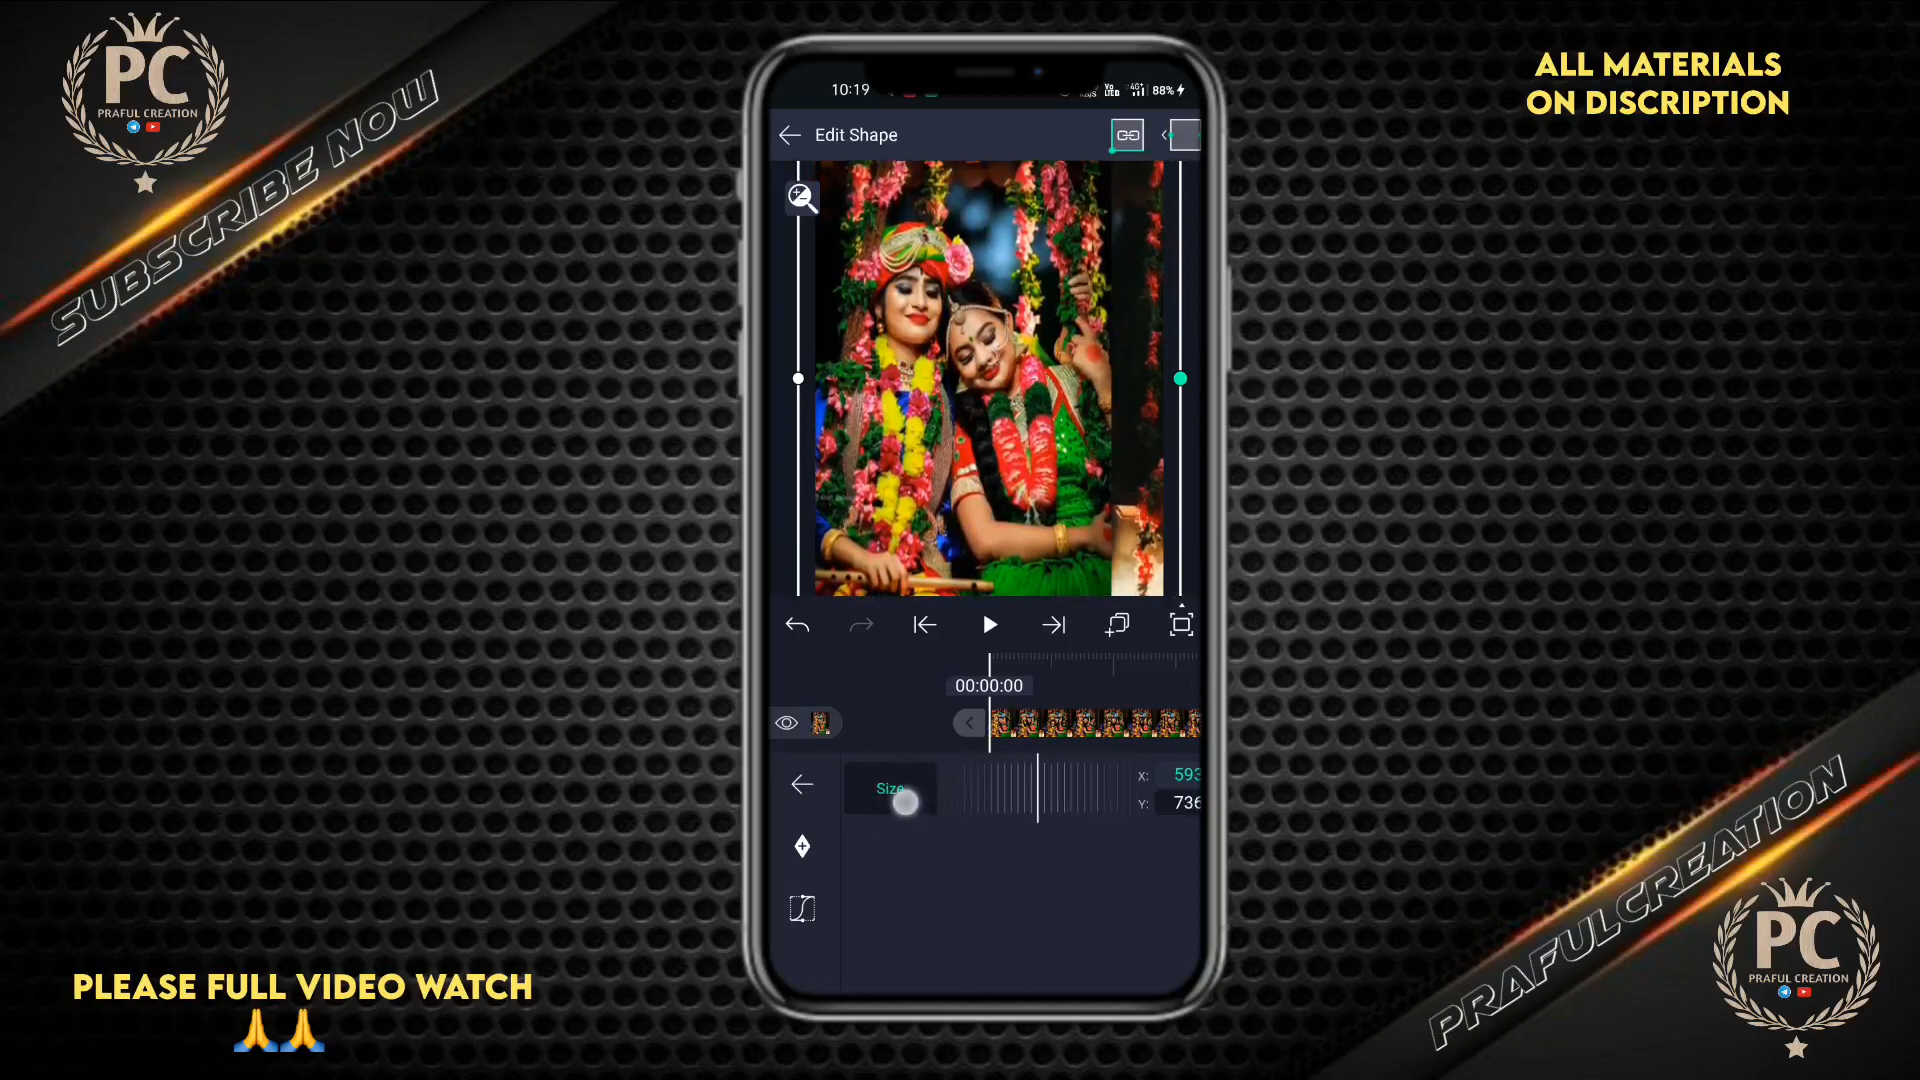 PC
PRAFUL CREATION
SUBSCRIBE NOW
ALL MATERIALS
ON DISCRIPTION
10:19
88%
Edit Shape
00:00:00
Size
X: 593
Y: 736
PLEASE FULL VIDEO WATCH
PRAFULCREATION
PC
PRAFUL CREATION